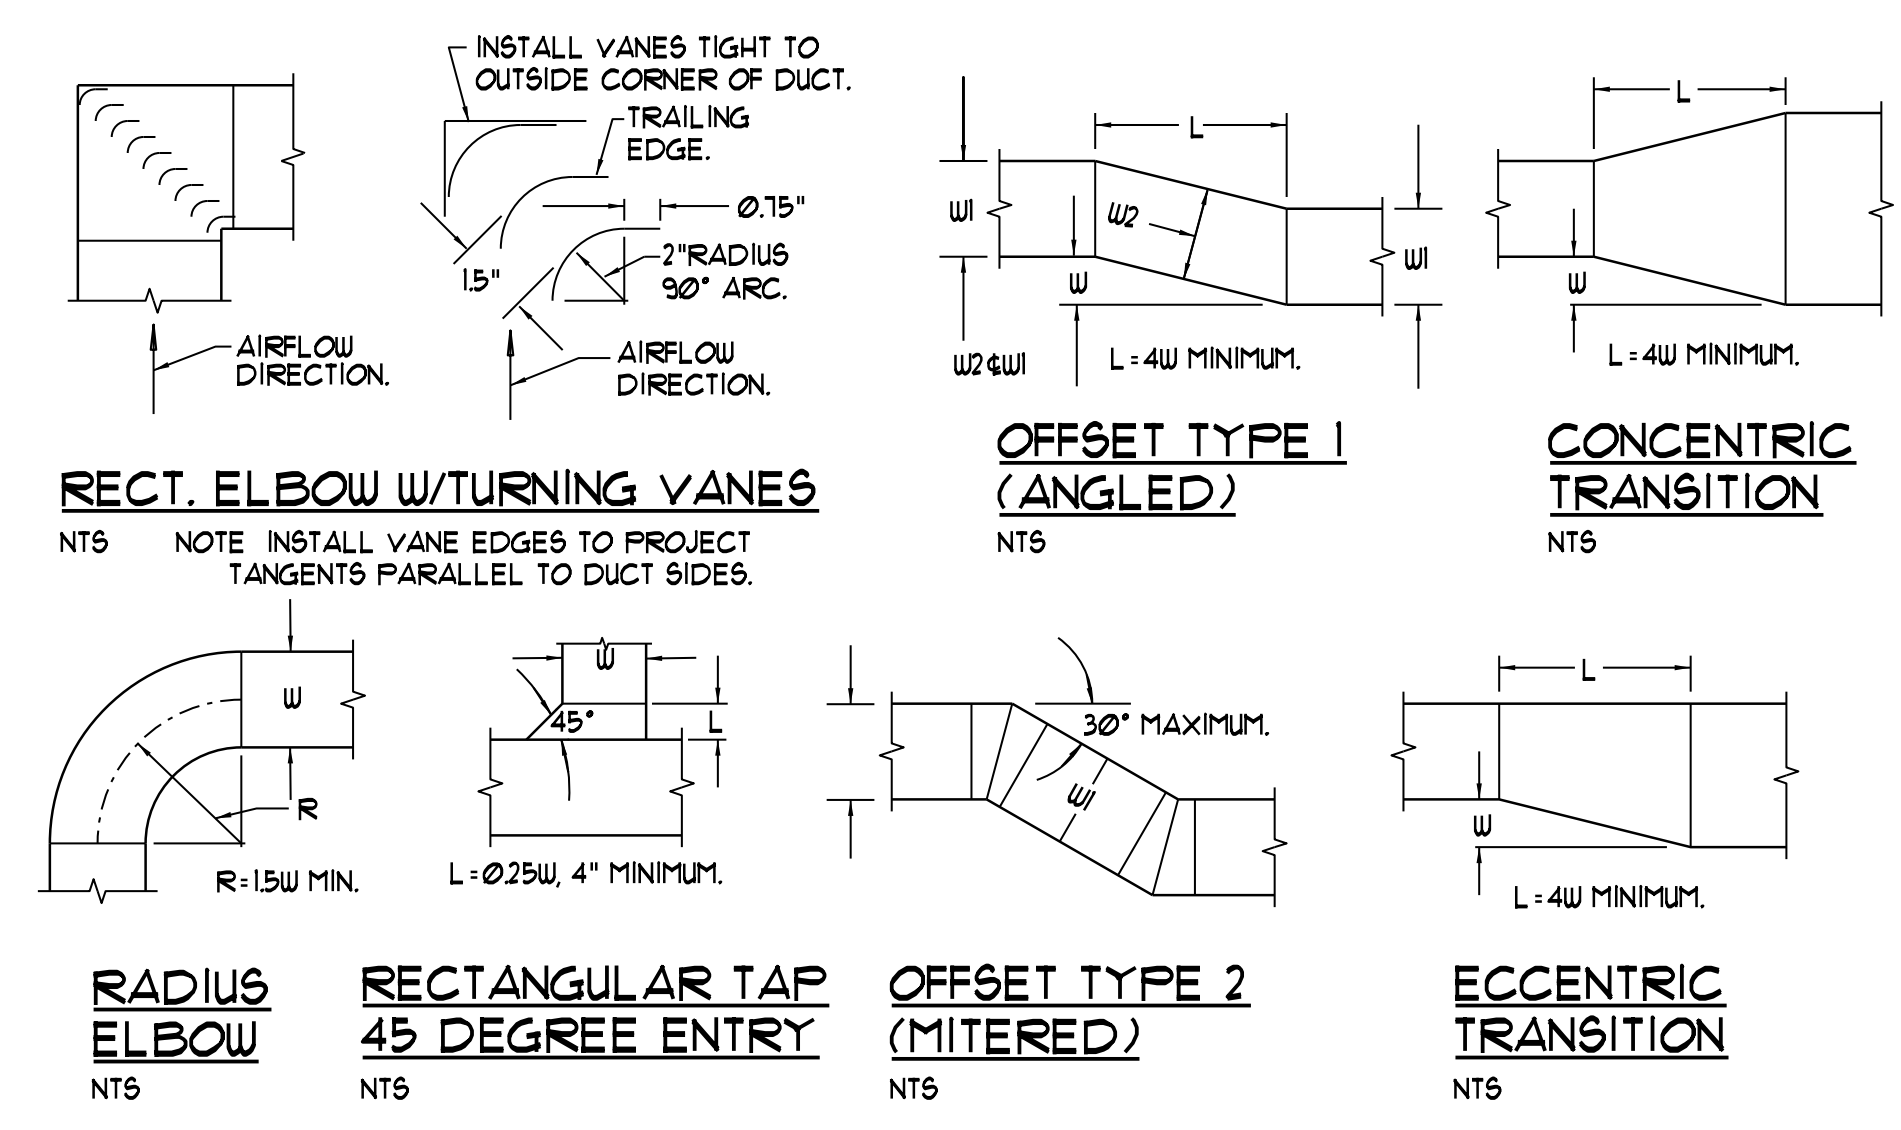 INSTALL VANES TIGHT TO
OUTSIDE CORNER OF DUCT.
TRAILING
EDGE.
0.75"
1.5"
2"RADIUS
90° ARC.
AIRFLOW
DIRECTION.
AIRFLOW
DIRECTION.
RECT. ELBOW W/TURNING VANES
NTS
NOTE INSTALL VANE EDGES TO PROJECT
TANGENTS PARALLEL TO DUCT SIDES.
L
W1
W2
W
W1
W2 ¢W1
L = 4W MINIMUM.
OFFSET TYPE 1
(ANGLED)
NTS
L
W
L = 4W MINIMUM.
CONCENTRIC
TRANSITION
NTS
W
R
R=1.5W MIN.
RADIUS
ELBOW
NTS
W
45°
L
L =0.25W, 4" MINIMUM.
RECTANGULAR TAP
45 DEGREE ENTRY
NTS
30° MAXIMUM.
W1
OFFSET TYPE 2
(MITERED)
NTS
L
W
L = 4W MINIMUM.
ECCENTRIC
TRANSITION
NTS